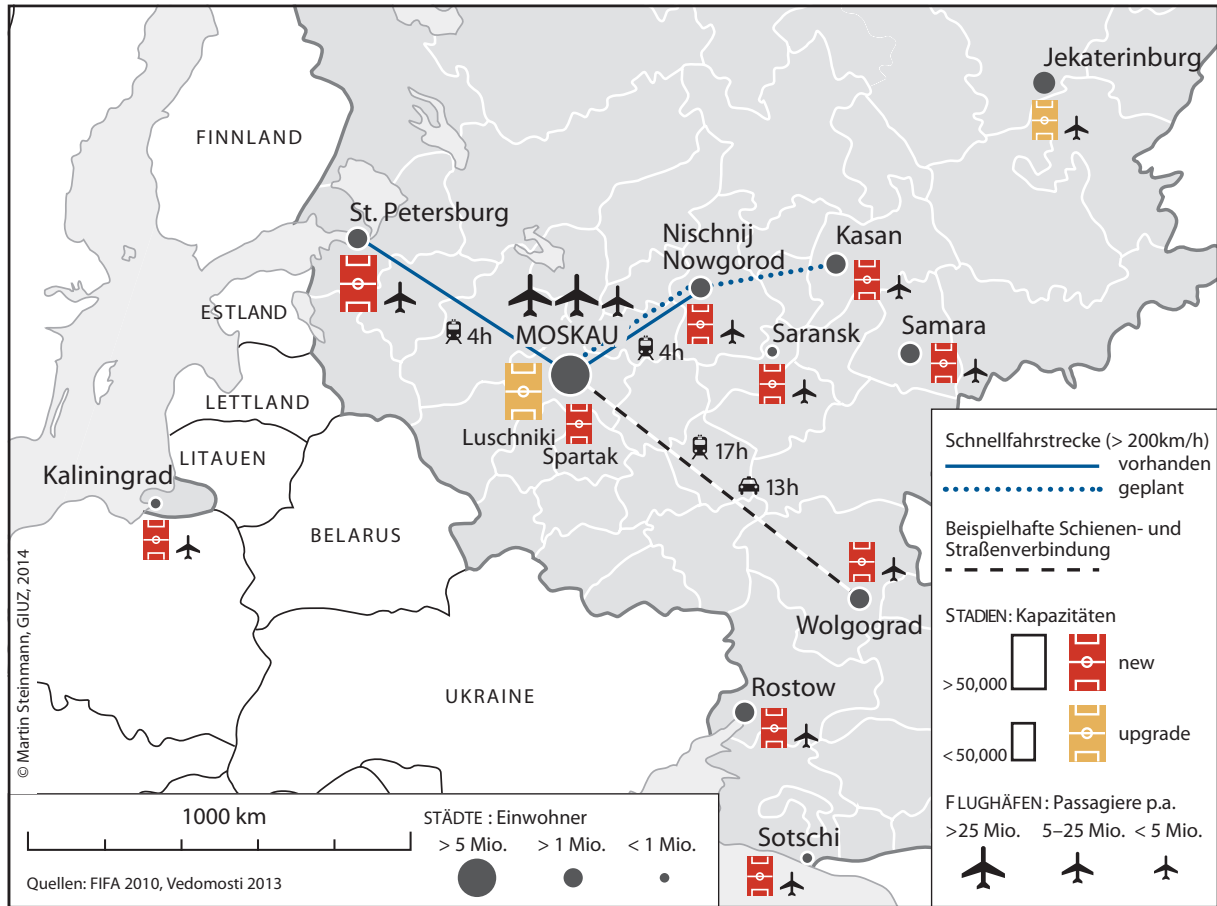 Jekaterinburg
FINNLAND
St. Petersburg
Nischnij
Nowgorod
Kasan
ESTLAND
4h
MOSKAU
4h
Saransk
Samara
LETTLAND
Luschniki
Spartak
LITAUEN
Kaliningrad
17h
13h
BELARUS
Wolgograd
UKRAINE
Rostow
Sotschi
© Martin Steinmann, GIUZ, 2014
Schnellfahrstrecke (> 200km/h)
vorhanden
geplant
Beispielhafte Schienen- und
Straßenverbindung
STADIEN: Kapazitäten
> 50,000
new
< 50,000
upgrade
FLUGHÄFEN: Passagiere p.a.
>25 Mio. 5–25 Mio. < 5 Mio.
1000 km
Quellen: FIFA 2010, Vedomosti 2013
STÄDTE : Einwohner
> 5 Mio. > 1 Mio. < 1 Mio.